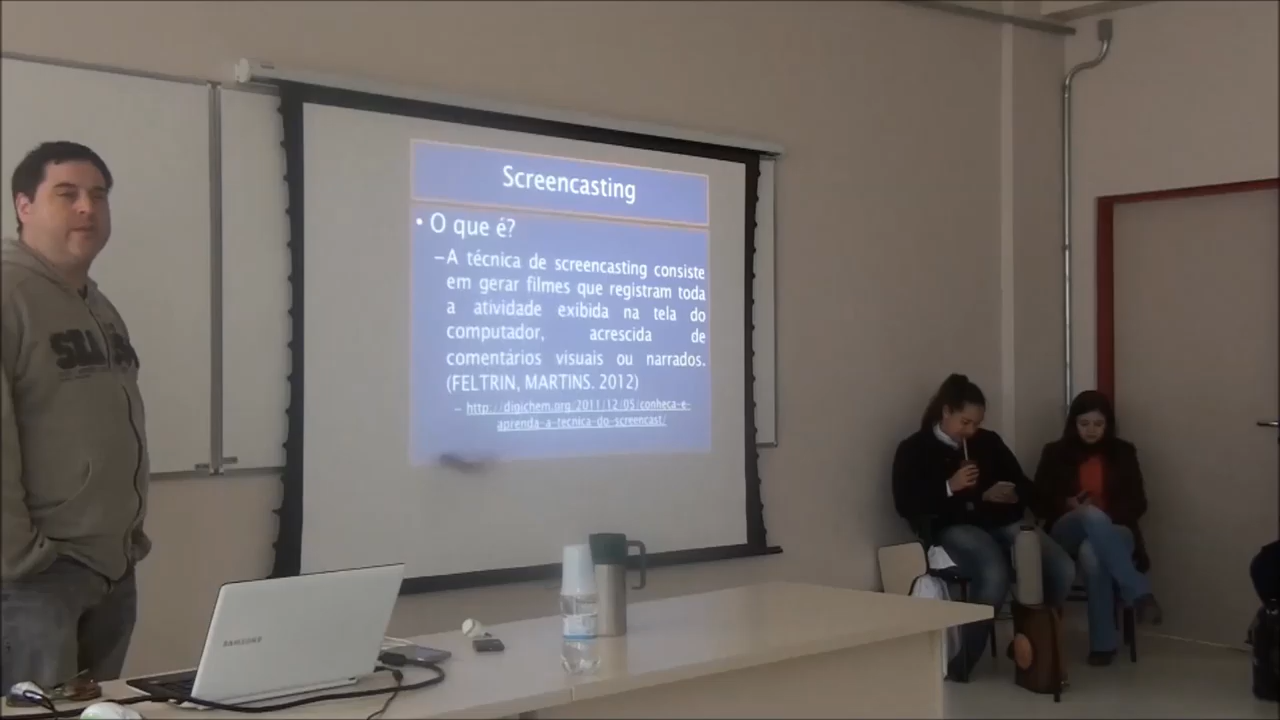 Screencasting
• O que é?
–A técnica de screencasting consiste
em gerar filmes que registram toda
a atividade exibida na tela do
computador, acrescida de
comentários visuais ou narrados.
(FELTRIN, MARTINS. 2012)
– http://digichem.org/2011/12/05/conheca-e-
aprenda-a-tecnica-do-screencast/
SAMSUNG